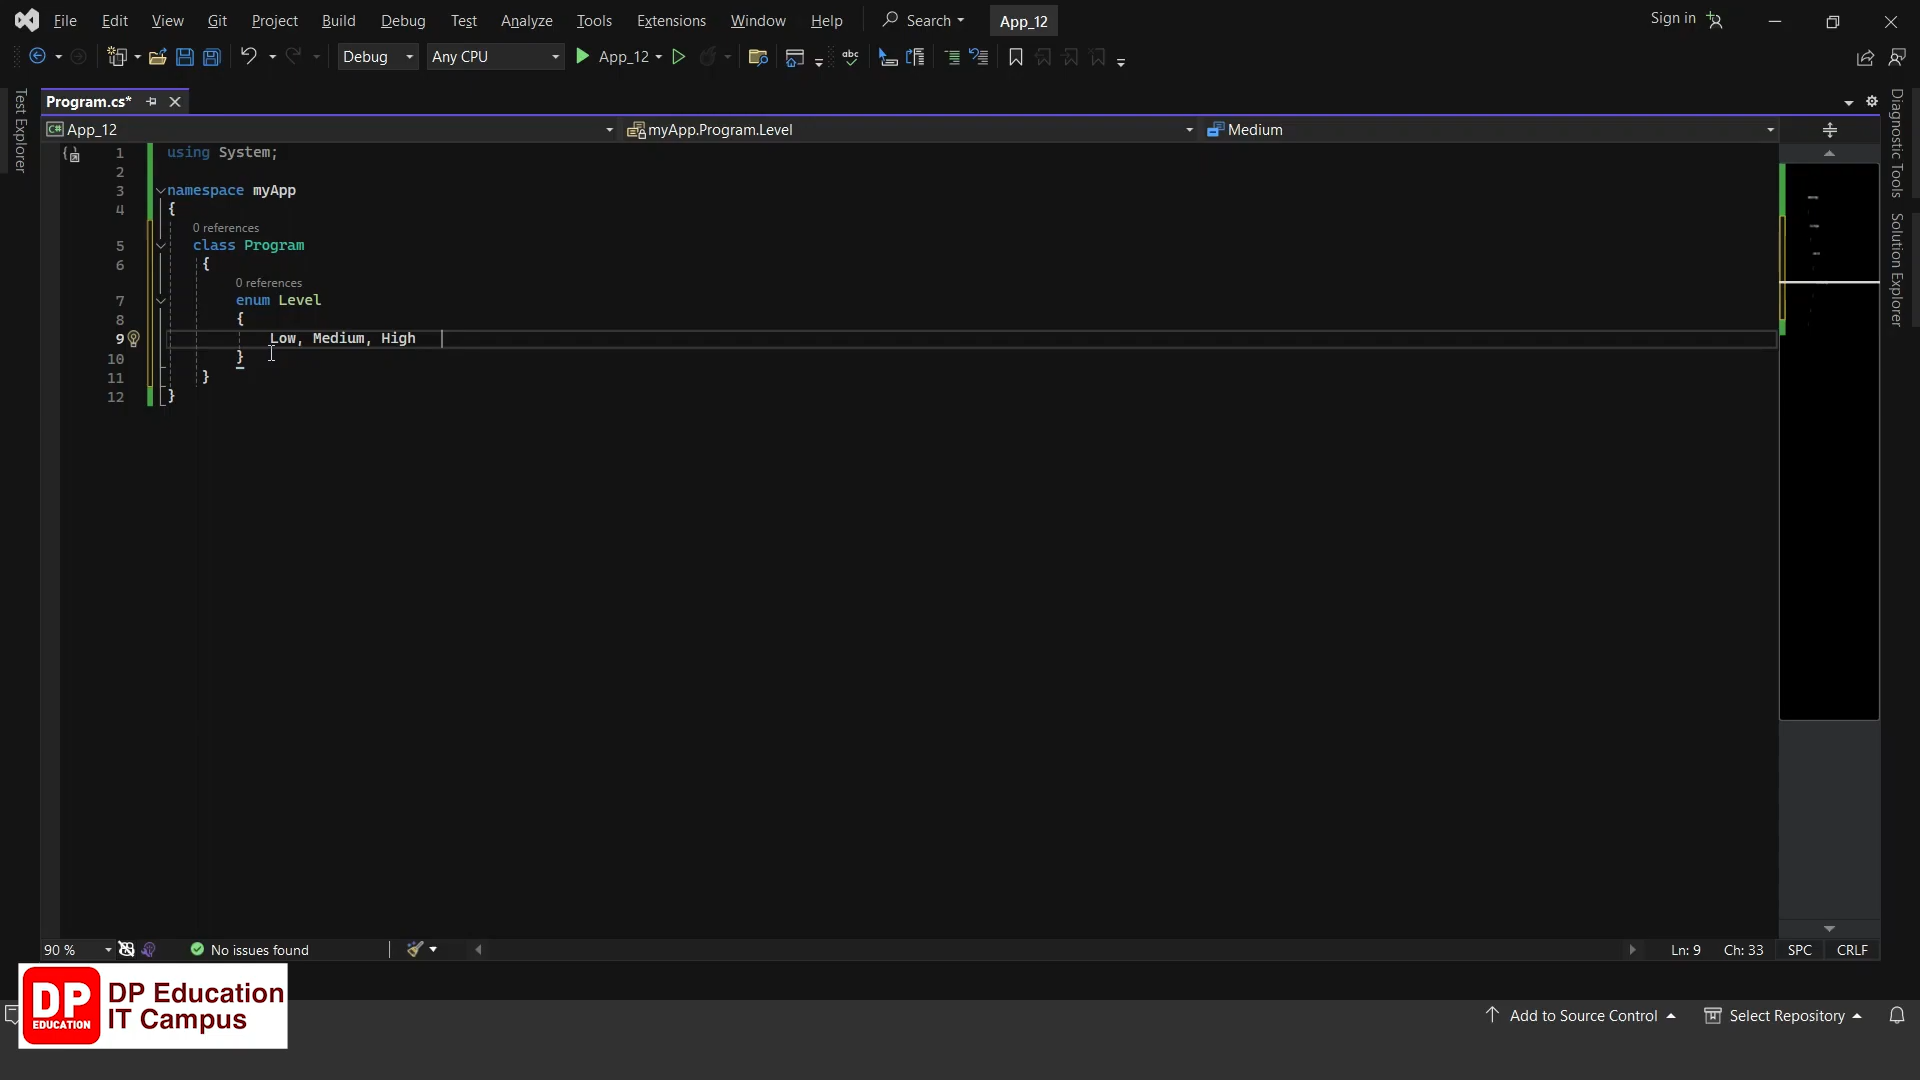 File Edit View Git Project Build Debug Test Analyze Tools Extensions Window Help Search App_12 Sign in
Debug Any CPU App_12 abc
Test Explorer
Program.cs*
Diagnostic Tools
Solution Explorer
C# App_12 myApp.Program.Level Medium
1 using System;
2
3 namespace myApp
4 {
0 references
5 class Program
6 {
0 references
7 enum Level
8 {
9 Low, Medium, High
10 }
11 }
12 }
90 % No issues found Ln: 9 Ch: 33 SPC CRLF
DP EDUCATION
DP Education
IT Campus
Add to Source Control Select Repository